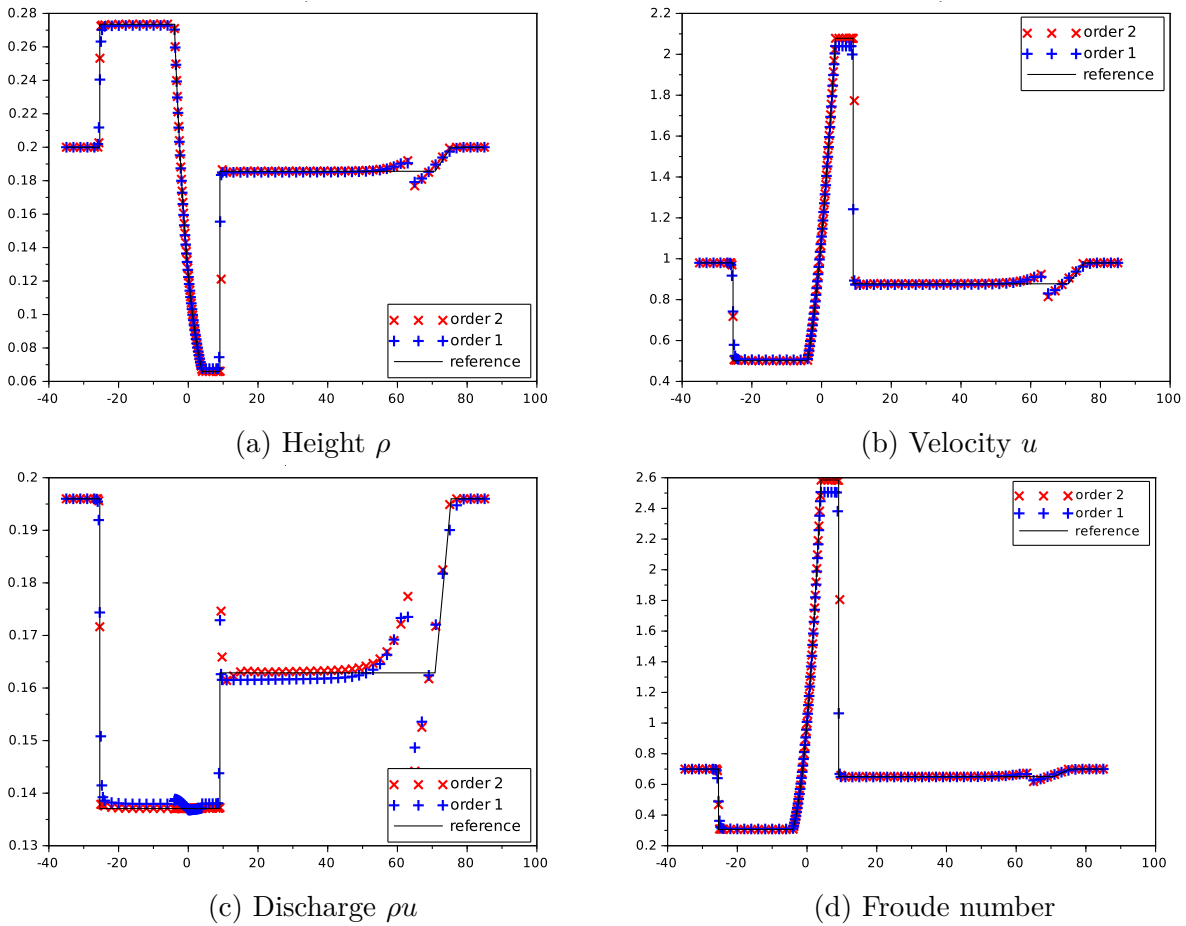 0.28
0.26
0.24
0.22
0.2
0.18
0.16
0.14
0.12
0.1
0.08
0.06
-40 -20 0 20 40 60 80 100
order 2
order 1
reference
(a) Height ρ
2.2
2
1.8
1.6
1.4
1.2
1
0.8
0.6
0.4
-40 -20 0 20 40 60 80 100
order 2
order 1
reference
(b) Velocity u
0.2
0.19
0.18
0.17
0.16
0.15
0.14
0.13
-40 -20 0 20 40 60 80 100
order 2
order 1
reference
(c) Discharge ρu
2.6
2.4
2.2
2
1.8
1.6
1.4
1.2
1
0.8
0.6
0.4
0.2
-40 -20 0 20 40 60 80 100
order 2
order 1
reference
(d) Froude number